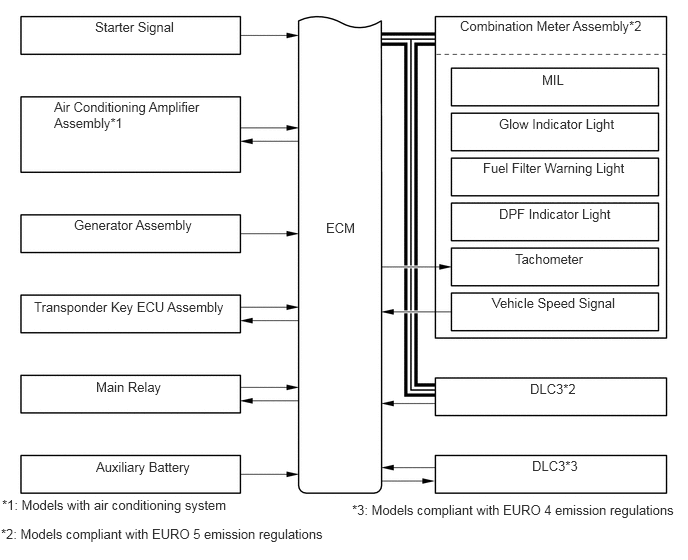 Starter Signal
Air Conditioning Amplifier
Assembly*1
Generator Assembly
Transponder Key ECU Assembly
Main Relay
Auxiliary Battery
ECM
Combination Meter Assembly*2
MIL
Glow Indicator Light
Fuel Filter Warning Light
DPF Indicator Light
Tachometer
Vehicle Speed Signal
DLC3*2
DLC3*3
*1: Models with air conditioning system
*2: Models compliant with EURO 5 emission regulations
*3: Models compliant with EURO 4 emission regulations